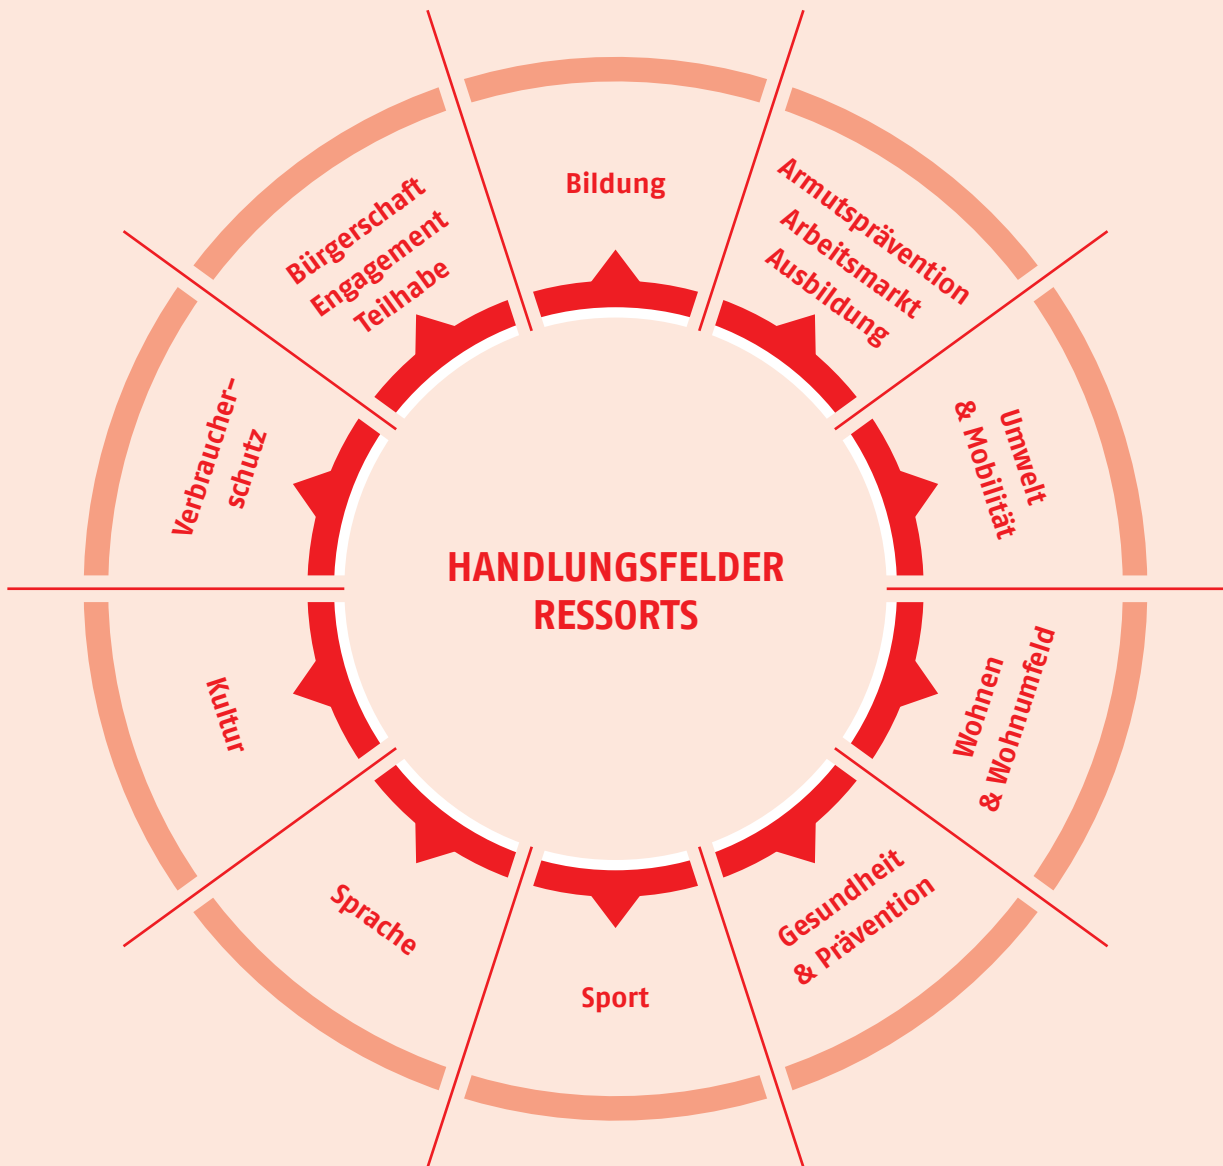 Bildung
Armutsprävention
Arbeitsmarkt
Ausbildung
Umwelt
& Mobilität
Wohnen
& Wohnumfeld
Gesundheit
& Prävention
Sport
Sprache
Kultur
Verbraucher-
schutz
Bürgerschaft
Engagement
Teilhabe
HANDLUNGSFELDER
RESSORTS